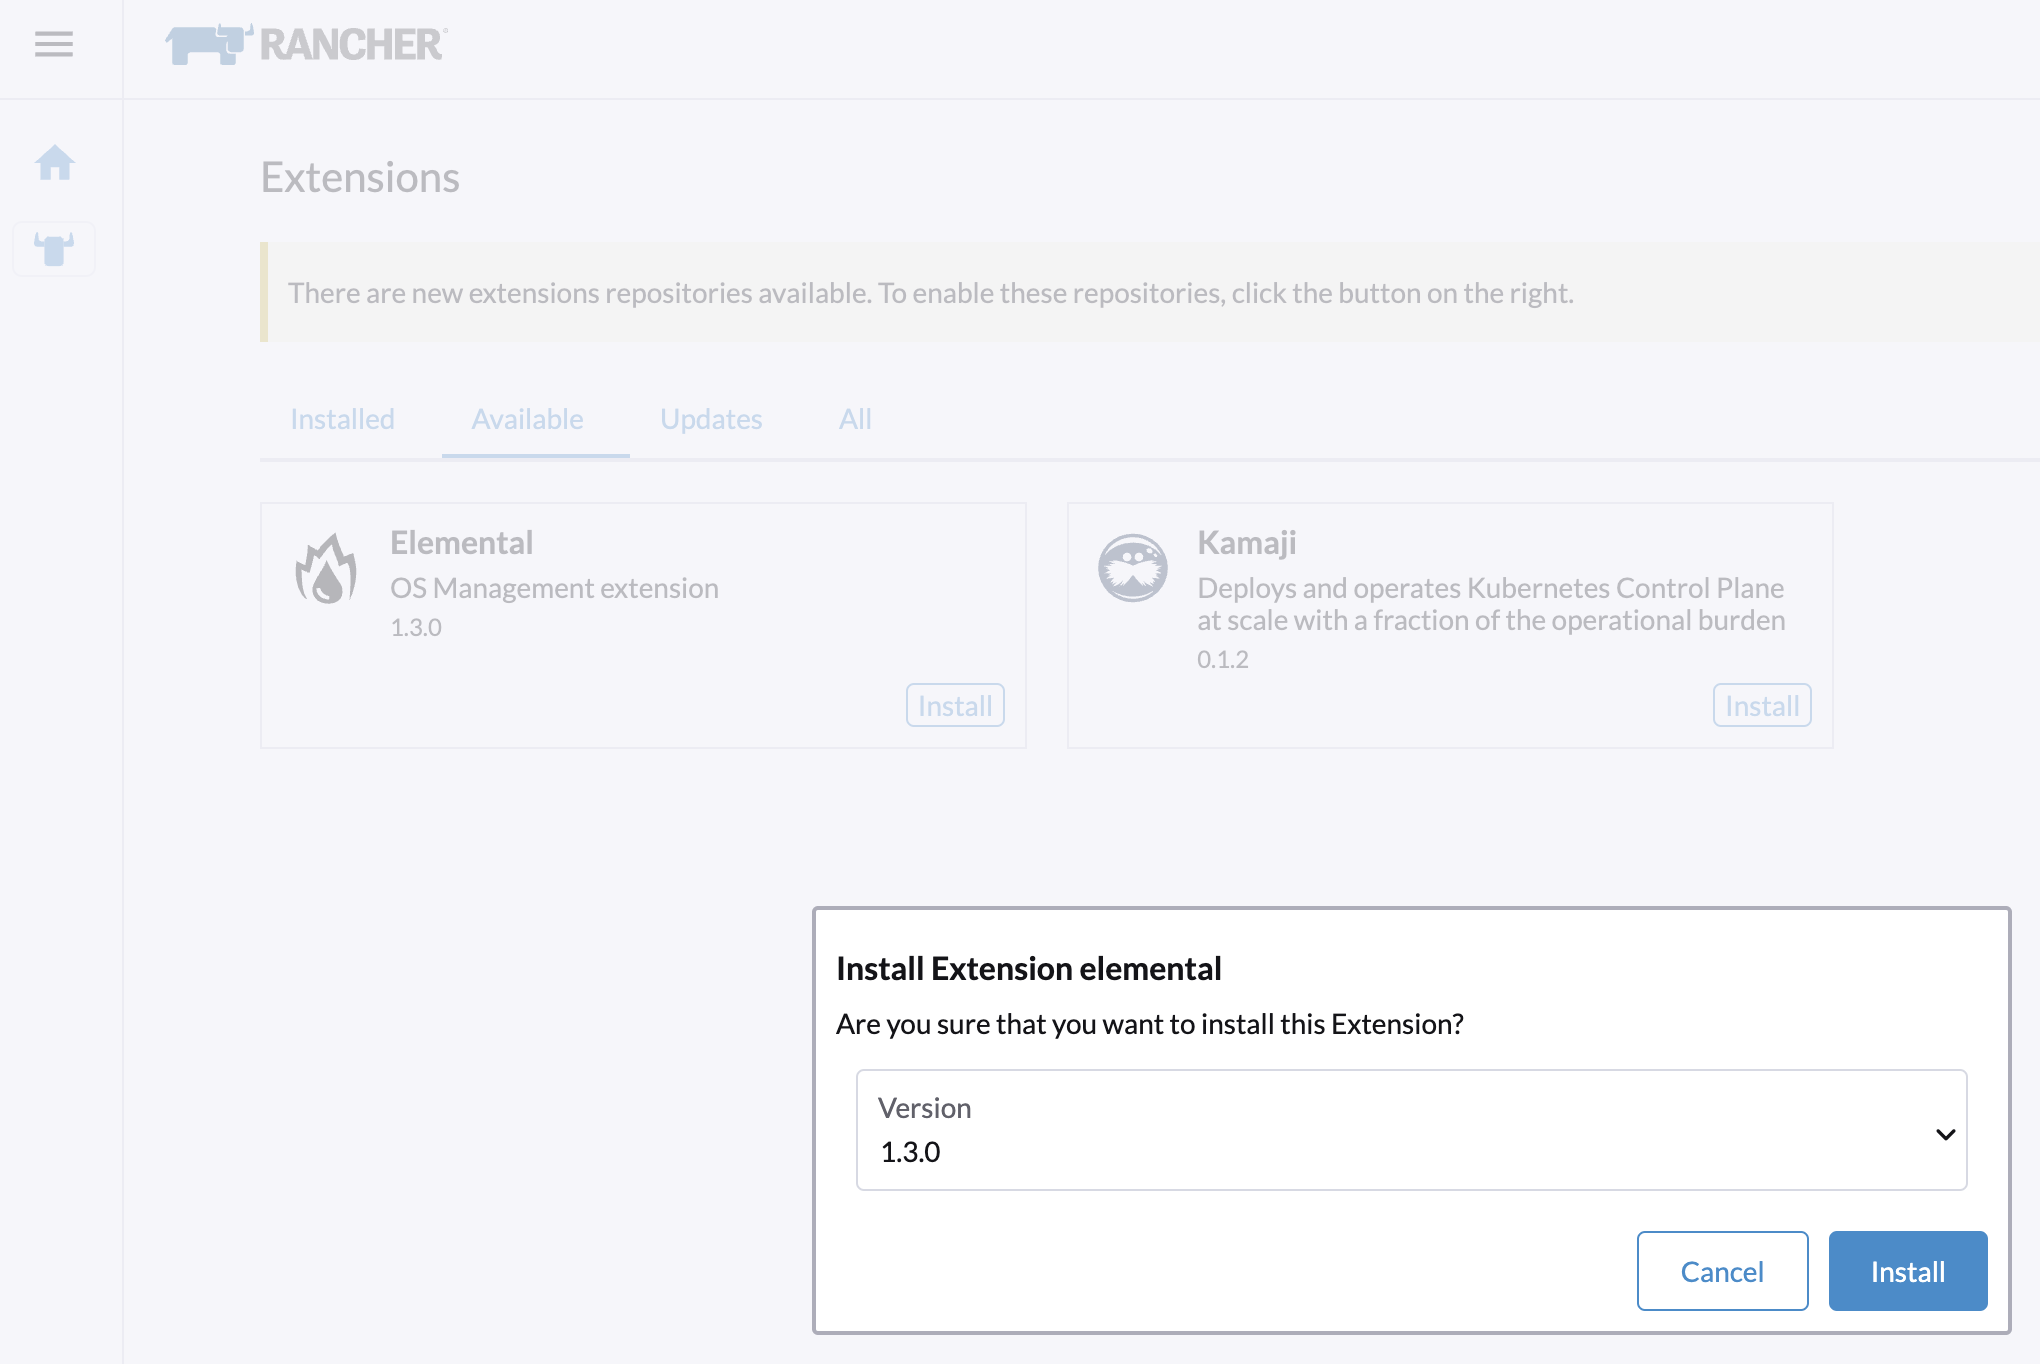 RANCHER
Extensions
There are new extensions repositories available. To enable these repositories, click the button on the right.
Installed
Available
Updates
All
Elemental
OS Management extension
1.3.0
Install
Kamaji
Deploys and operates Kubernetes Control Plane
at scale with a fraction of the operational burden
0.1.2
Install
Install Extension elemental
Are you sure that you want to install this Extension?
Version
1.3.0
Cancel
Install